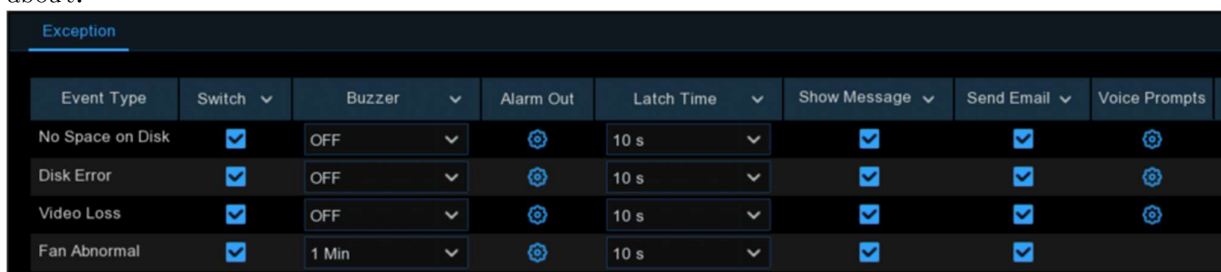 Exception
Event Type Switch Buzzer Alarm Out Latch Time Show Message Send Email Voice Prompts
No Space on Disk OFF 10 s
Disk Error OFF 10 s
Video Loss OFF 10 s
Fan Abnormal 1 Min 10 s